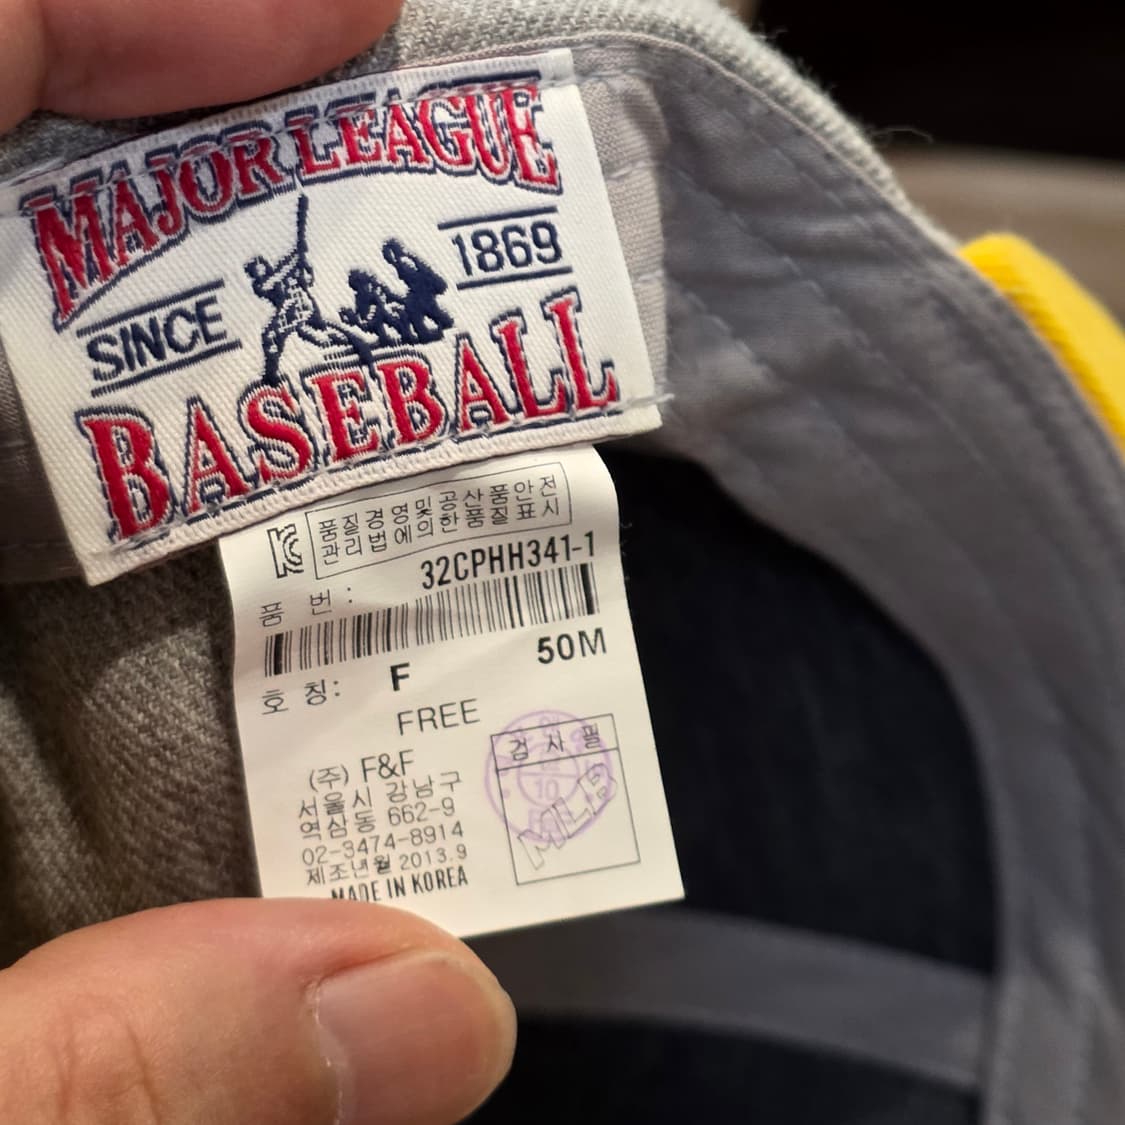 MAJOR LEAGUE
SINCE 1869
BASEBALL
품질경영및공산품안전
관리법에의한품질표시
품 번: 32CPHH341-1
50M
호 칭: F
FREE
(주) F&F
서울시 강남구
역삼동 662-9
02-3474-8914
제조년월 2013.9
MADE IN KOREA
검 사 필
10
MLB